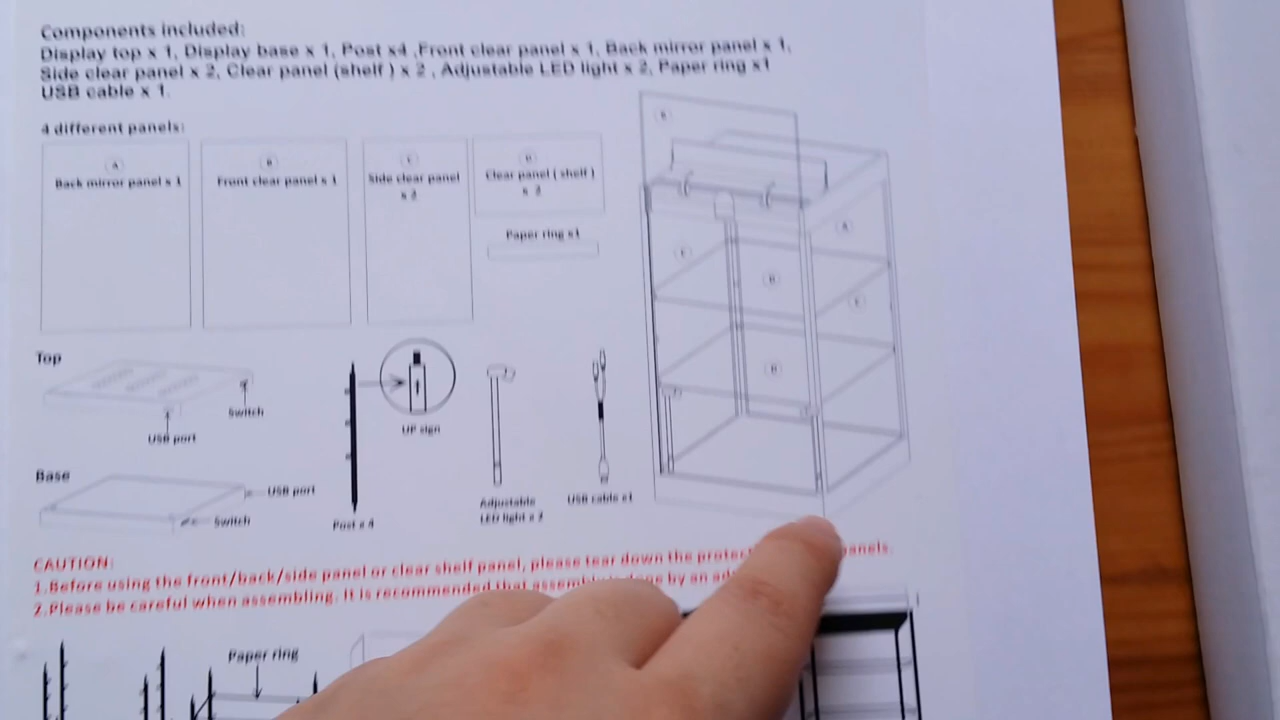 Components included:
Display top x 1, Display base x 1, Post x4 ,Front clear panel x 1, Back mirror panel x 1,
Side clear panel x 2, Clear panel (shelf ) x 2 , Adjustable LED light x 2, Paper ring x1
USB cable x 1.
4 different panels:
A
Back mirror panel x 1
B
Front clear panel x 1
C
Side clear panel
x 2
D
Clear panel ( shelf )
x 2
Paper ring x1
Top
Switch
USB port
UP sign
Base
USB port
Switch
Post x 4
Adjustable
LED light x 2
USB cable x1
CAUTION:
1.Before using the front/back/side panel or clear shelf panel, please tear down the panels.
2.Please be careful when assembling. It is recommended that by an
Paper ring